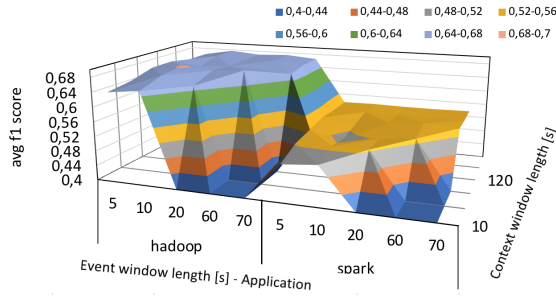 0,4-0,44 0,44-0,48 0,48-0,52 0,52-0,56
0,56-0,6 0,6-0,64 0,64-0,68 0,68-0,7
avg f1 score
0,68
0,64
0,6
0,56
0,52
0,48
0,44
0,4
5 10 20 60 70 5 10 20 60 70
hadoop spark
Event window length [s] - Application
120
10
Context window length [s]